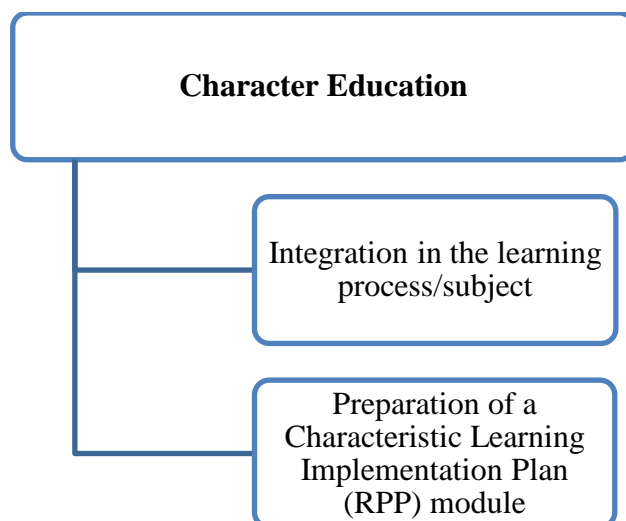 Character Education
Integration in the learning
process/subject
Preparation of a
Characteristic Learning
Implementation Plan
(RPP) module